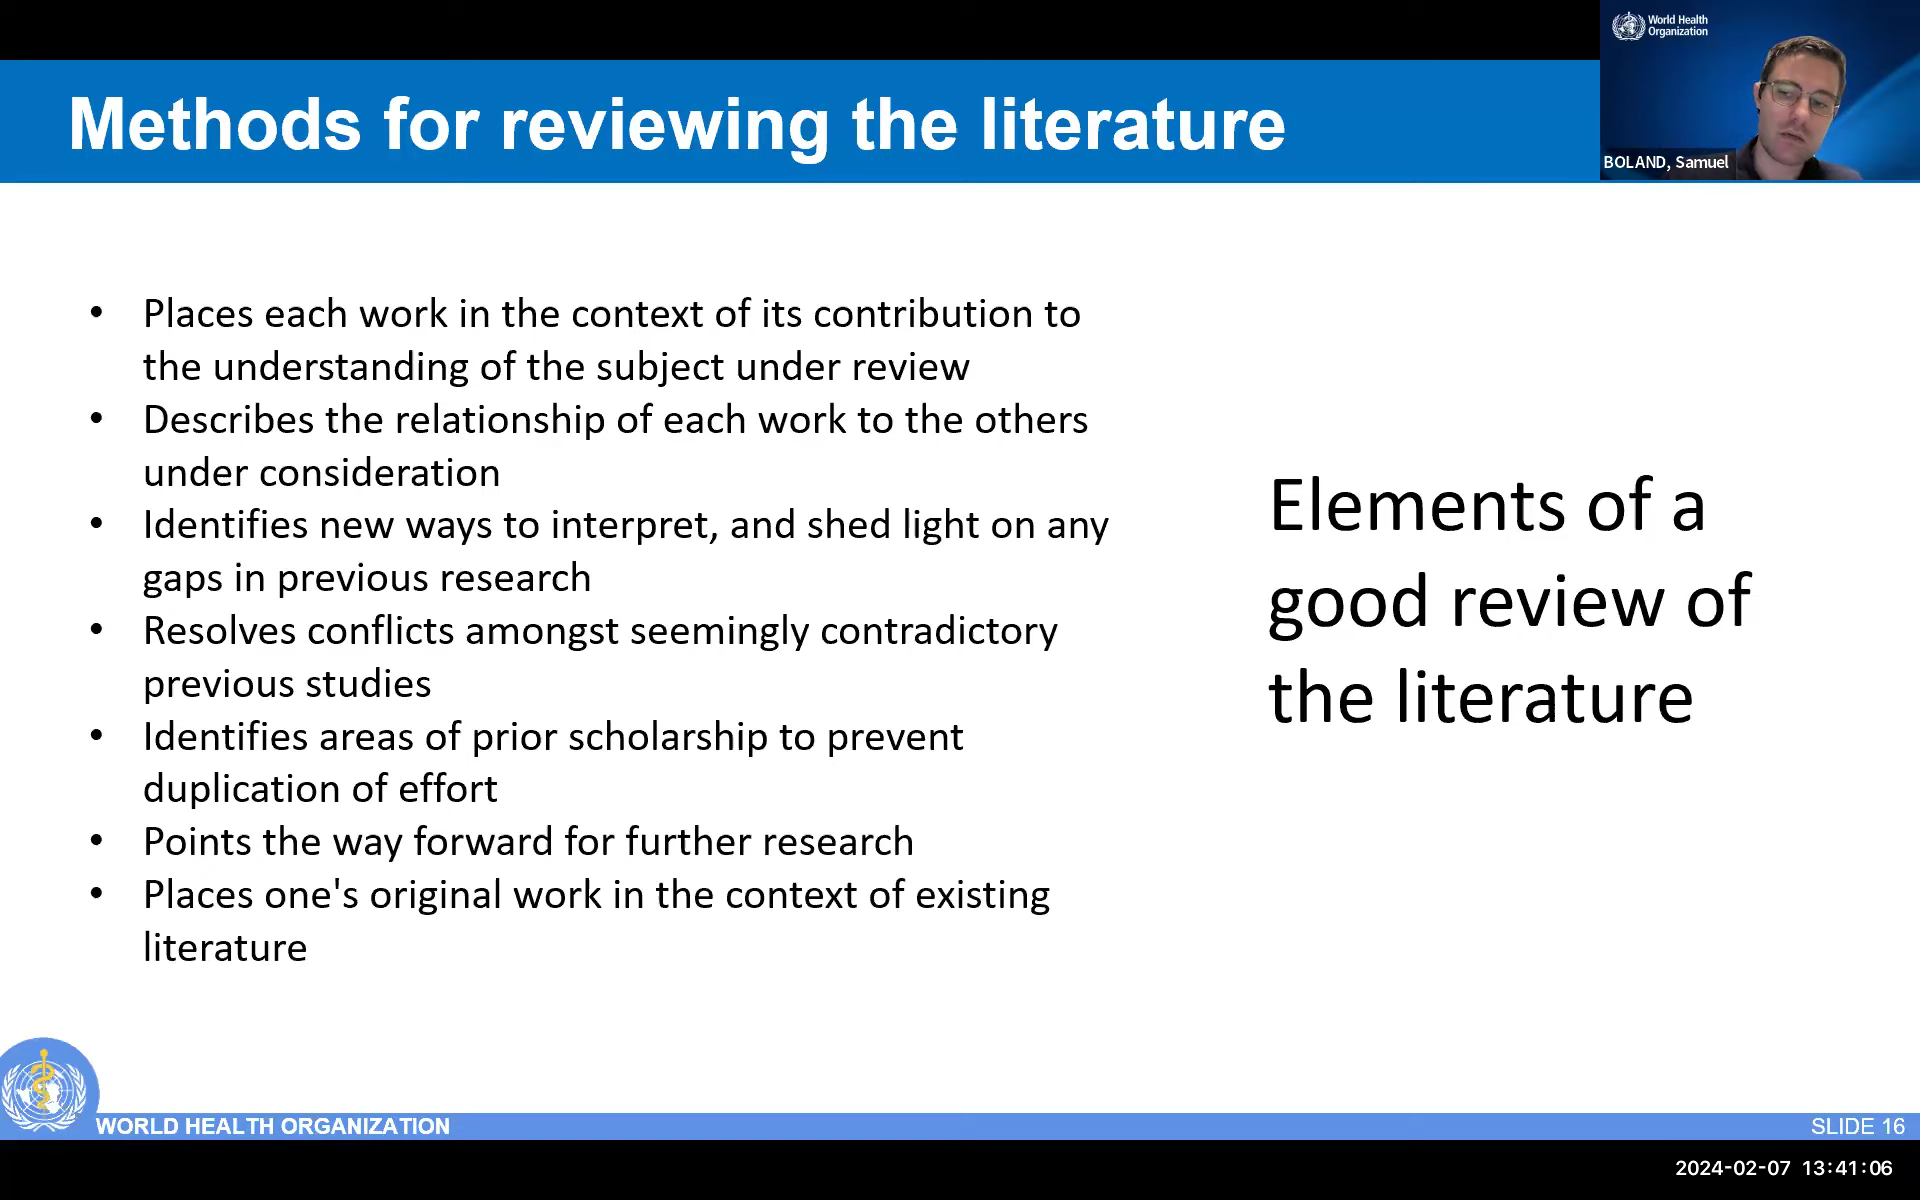 World Health
Organization
Methods for reviewing the literature
BOLAND, Samuel
• Places each work in the context of its contribution to
the understanding of the subject under review
• Describes the relationship of each work to the others
under consideration
• Identifies new ways to interpret, and shed light on any
gaps in previous research
• Resolves conflicts amongst seemingly contradictory
previous studies
• Identifies areas of prior scholarship to prevent
duplication of effort
• Points the way forward for further research
• Places one's original work in the context of existing
literature
Elements of a
good review of
the literature
WORLD HEALTH ORGANIZATION
SLIDE 16
2024-02-07 13:41:06